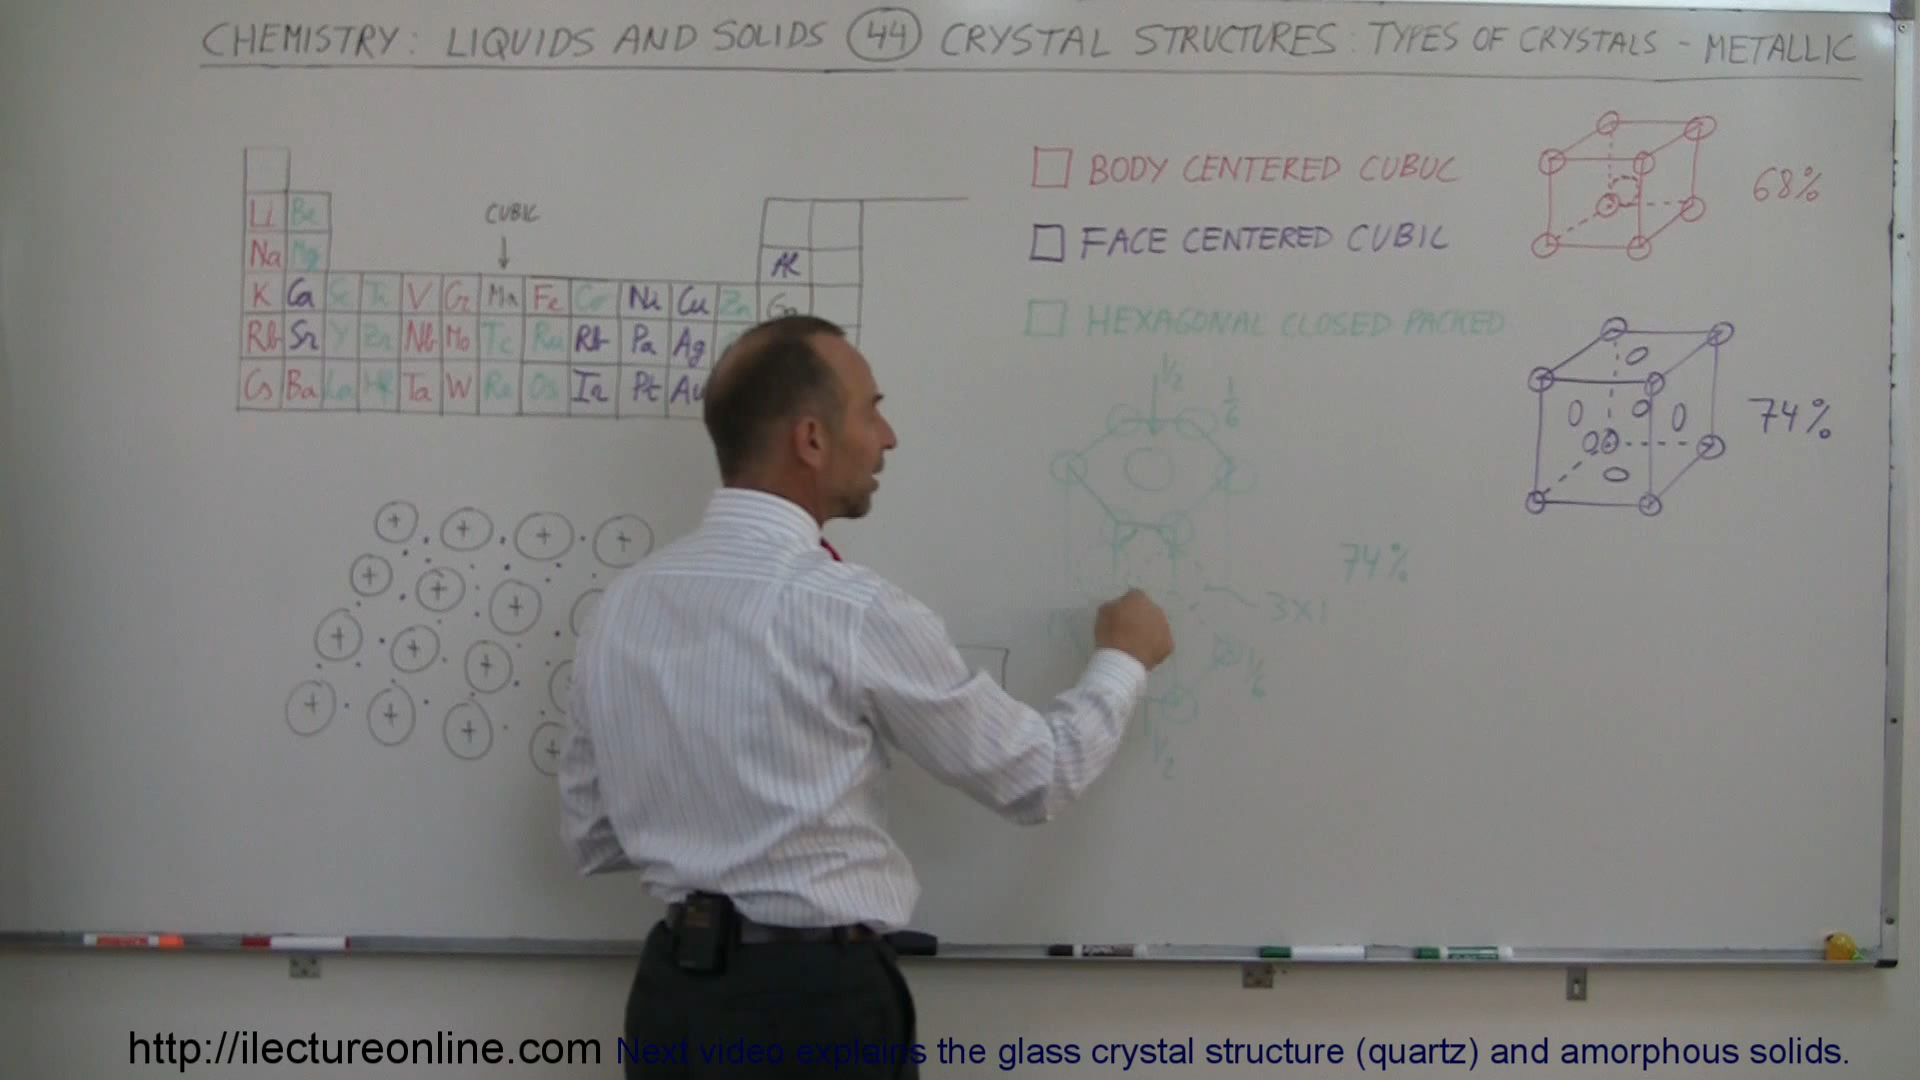 CHEMISTRY: LIQUIDS AND SOLIDS 44 CRYSTAL STRUCTURES: TYPES OF CRYSTALS - METALLIC
BODY CENTERED CUBUC
68%
FACE CENTERED CUBIC
HEXAGONAL CLOSED PACKED
74%
CUBIC
Li Be
Na Mg
Al
K Ca Sc Ti V Cr Mn Fe Co Ni Cu Zn Ga
Rb Sr Y Zr Nb Mo Tc Ru Rh Pa Ag
Cs Ba La Hf Ta W Re Os Ir Pt Au
1/2
1/6
74%
3X1
1/6
1/2
+ + + +
+ + +
+ + +
+ + + +
http://ilectureonline.com Next video explains the glass crystal structure (quartz) and amorphous solids.